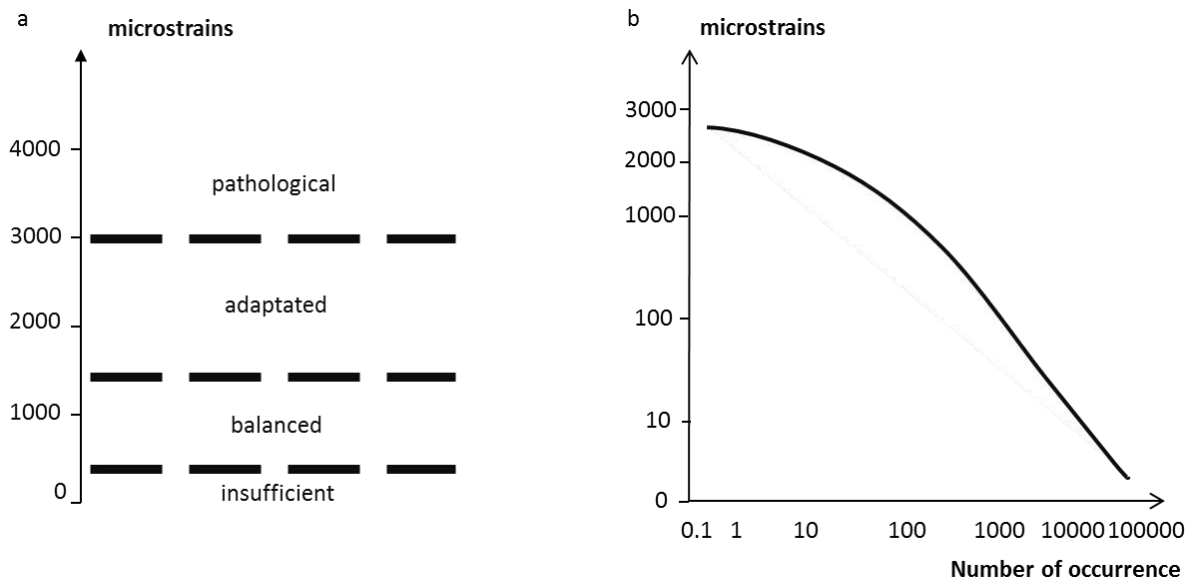 a
microstrains
4000
pathological
3000
adaptated
2000
1000
balanced
0
insufficient
b
microstrains
3000
2000
1000
100
10
0
0.1 1 10 100 1000 10000 100000
Number of occurrence